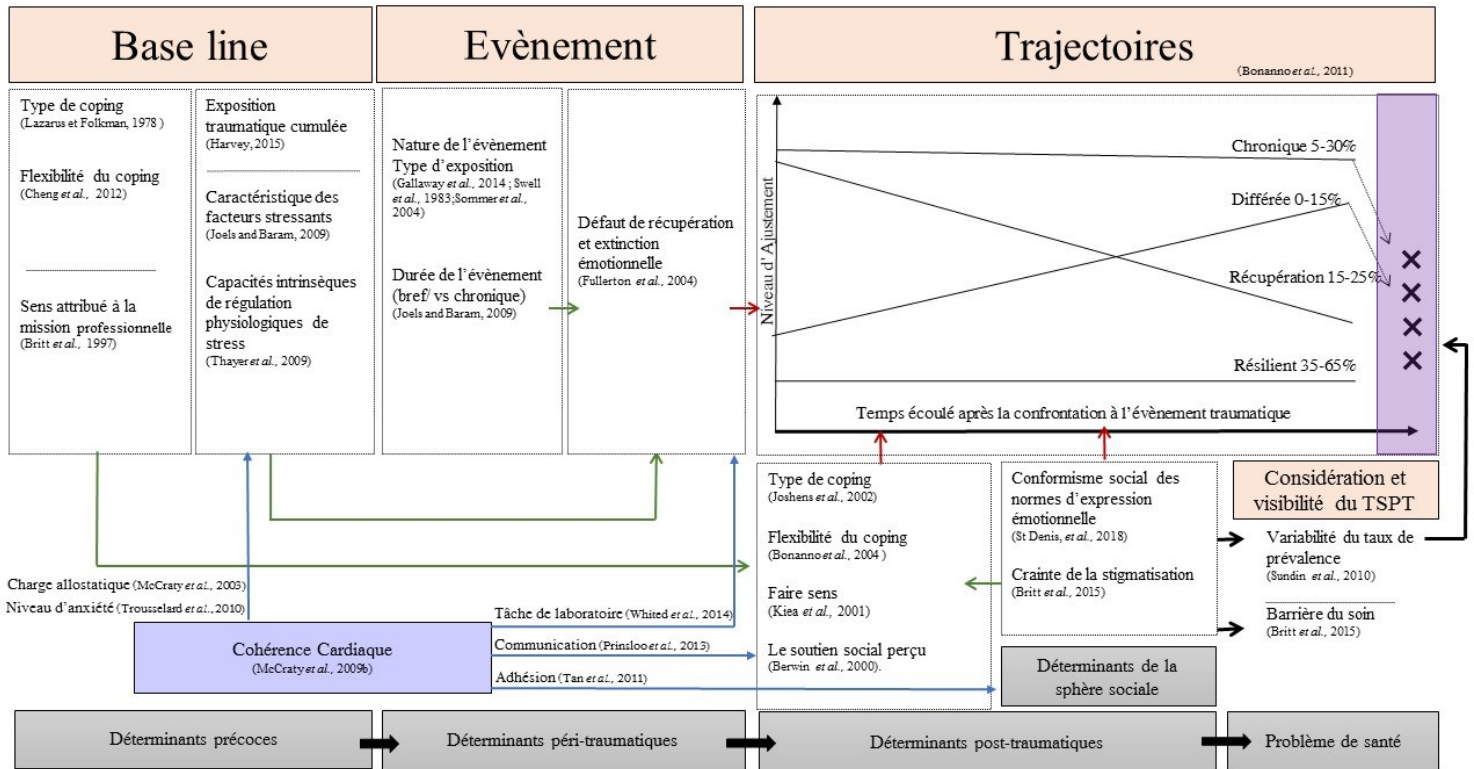 Base line
Evènement
Trajectoires
(Bonanno et al., 2011)
Type de coping
(Lazarus et Folkman, 1978 )
Flexibilité du coping
(Cheng et al., 2012)
Sens attribué à la
mission professionnelle
(Britt et al., 1997)
Exposition
traumatique cumulée
(Harvey, 2015)
Caractéristique des
facteurs stressants
(Joels and Baram, 2009)
Capacités intrinsèques
de régulation
physiologiques de
stress
(Thayer et al., 2009)
Nature de l'évènement
Type d'exposition
(Gallaway et al., 2014 ; Swell
et al., 1983;Sommer et al.,
2004)
Durée de l'évènement
(bref/ vs chronique)
(Joels and Baram, 2009)
Défaut de récupération
et extinction
émotionnelle
(Fullerton et al., 2004)
Niveau d' Ajustement
Chronique 5-30%
Différée 0-15%
Récupération 15-25%
Résilient 35-65%
Temps écoulé après la confrontation à l'évènement traumatique
Type de coping
(Joshens et al., 2002)
Flexibilité du coping
(Bonanno et al., 2004 )
Faire sens
(Kiea et al., 2001)
Le soutien social perçu
(Berwin et al., 2000).
Conformisme social des
normes d'expression
émotionnelle
(St Denis, et al., 2018)
Crainte de la stigmatisation
(Britt et al., 2015)
Déterminants de la
sphère sociale
Considération et
visibilité du TSPT
Variabilité du taux de
prévalence
(Sundin et al., 2010)
Barrière du soin
(Britt et al., 2015)
Charge allostatique (McCraty et al., 2003)
Niveau d'anxiété (Trousselard et al., 2010)
Cohérence Cardiaque
(McCraty et al., 2009b)
Tâche de laboratoire (Whited et al., 2014)
Communication (Prinsloo et al., 2013)
Adhésion (Tan et al., 2011)
Déterminants précoces
Déterminants péri-traumatiques
Déterminants post-traumatiques
Problème de santé